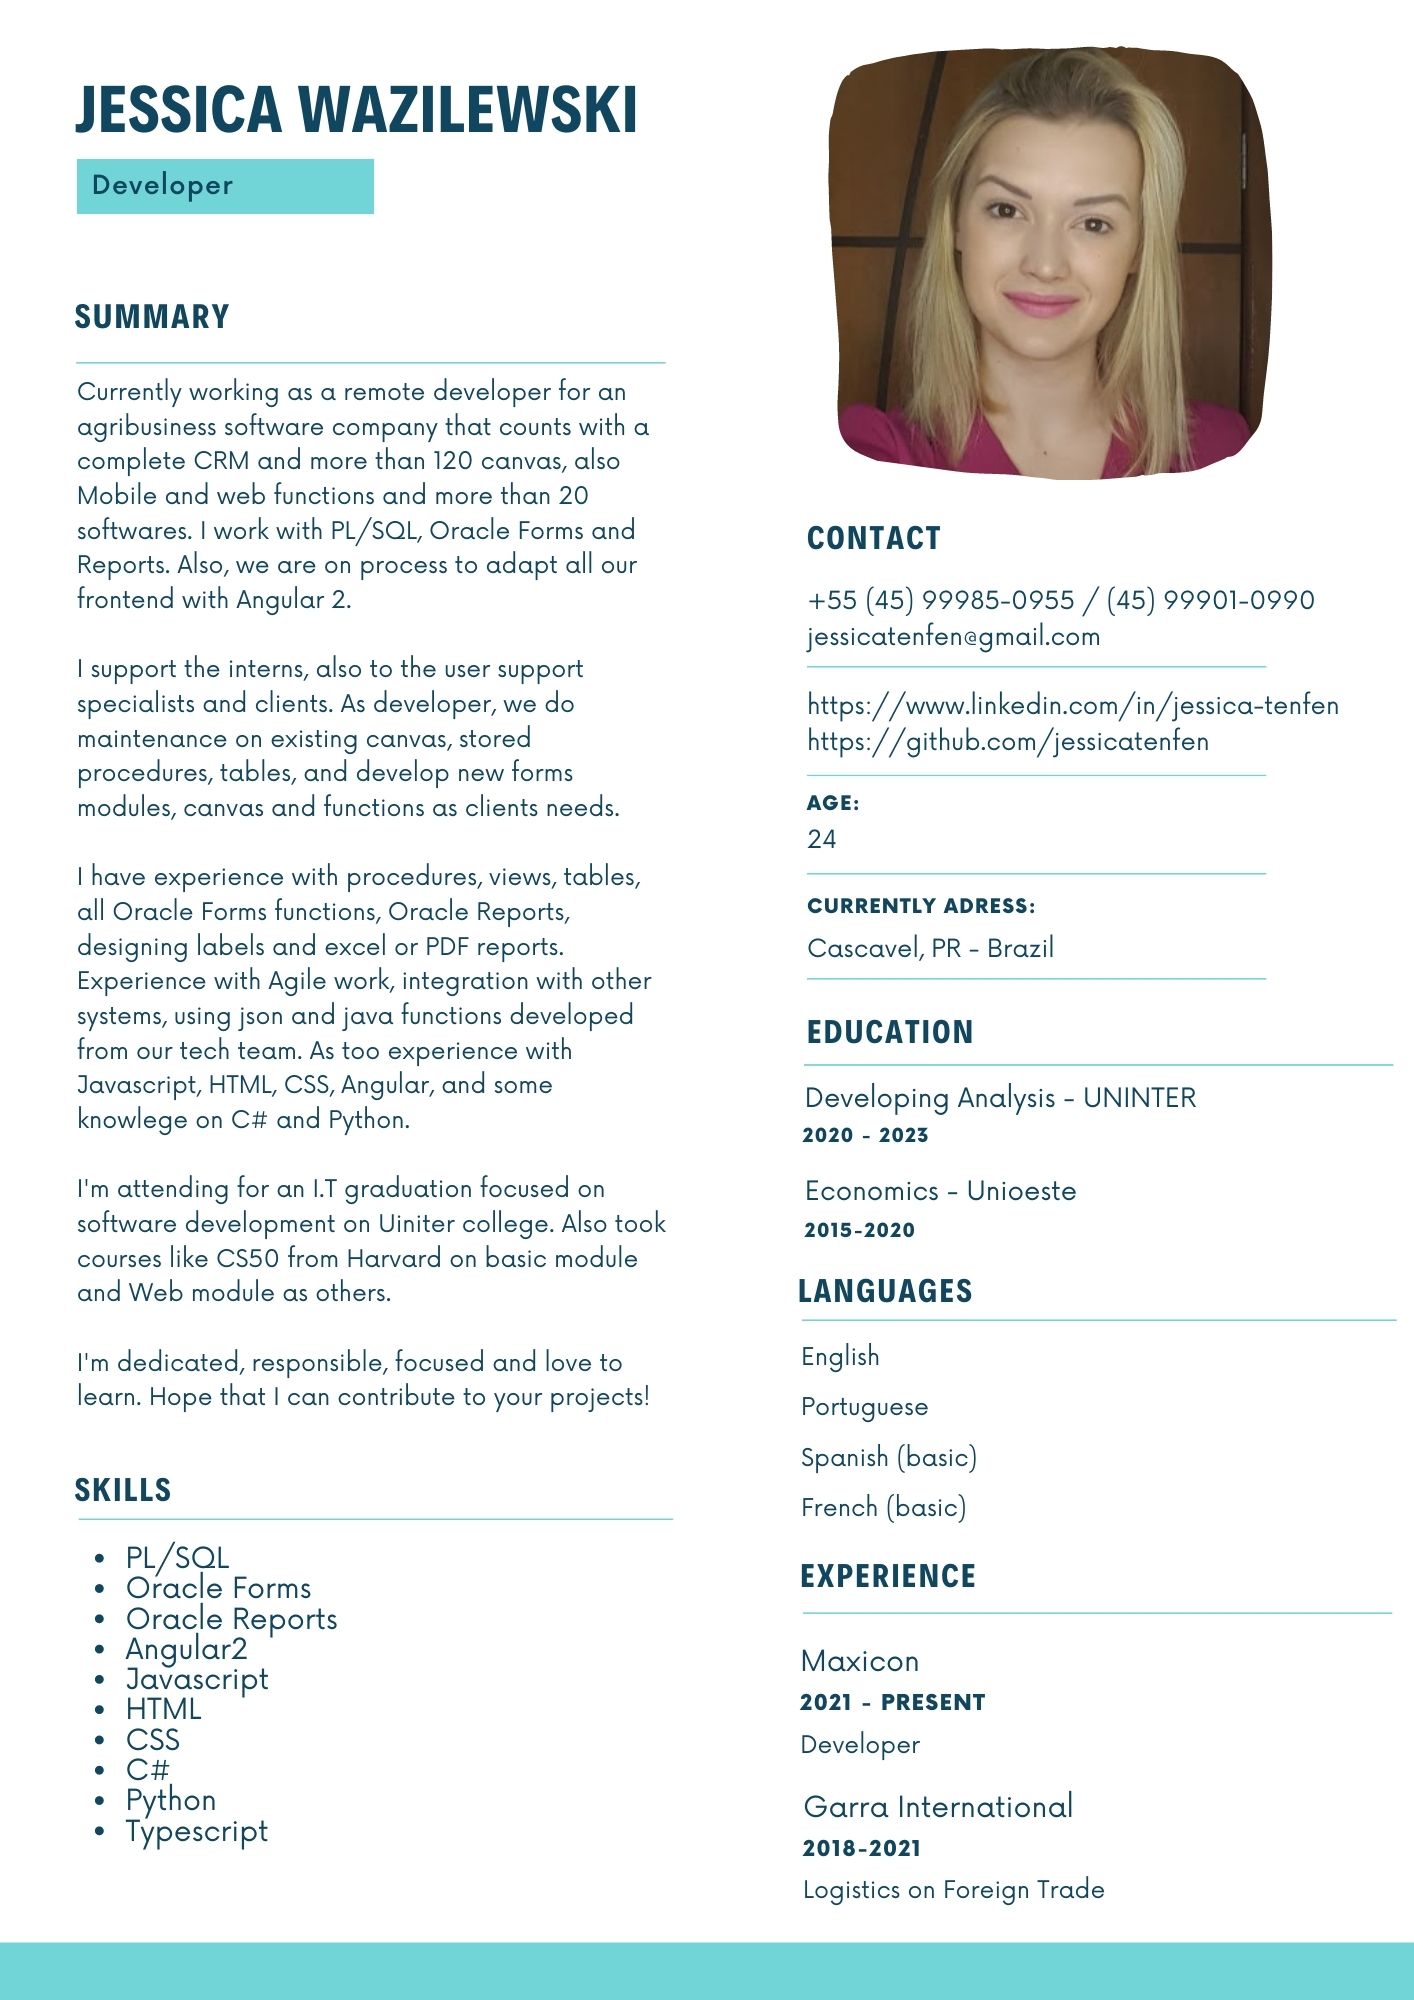 JESSICA WAZILEWSKI
Developer
SUMMARY
Currently working as a remote developer for an
agribusiness software company that counts with a
complete CRM and more than 120 canvas, also
Mobile and web functions and more than 20
softwares. I work with PL/SQL, Oracle Forms and
Reports. Also, we are on process to adapt all our
frontend with Angular 2.
I support the interns, also to the user support
specialists and clients. As developer, we do
maintenance on existing canvas, stored
procedures, tables, and develop new forms
modules, canvas and functions as clients needs.
I have experience with procedures, views, tables,
all Oracle Forms functions, Oracle Reports,
designing labels and excel or PDF reports.
Experience with Agile work, integration with other
systems, using json and java functions developed
from our tech team. As too experience with
Javascript, HTML, CSS, Angular, and some
knowlege on C# and Python.
I'm attending for an I.T graduation focused on
software development on Uiniter college. Also took
courses like CS50 from Harvard on basic module
and Web module as others.
I'm dedicated, responsible, focused and love to
learn. Hope that I can contribute to your projects!
SKILLS
• PL/SQL
• Oracle Forms
• Oracle Reports
• Angular2
• Javascript
• HTML
• CSS
• C#
• Python
• Typescript
CONTACT
+55 (45) 99985-0955 / (45) 99901-0990
jessicatenfen@gmail.com
https://www.linkedin.com/in/jessica-tenfen
https://github.com/jessicatenfen
AGE:
24
CURRENTLY ADRESS:
Cascavel, PR - Brazil
EDUCATION
Developing Analysis - UNINTER
2020 - 2023
Economics - Unioeste
2015-2020
LANGUAGES
English
Portuguese
Spanish (basic)
French (basic)
EXPERIENCE
Maxicon
2021 - PRESENT
Developer
Garra International
2018-2021
Logistics on Foreign Trade